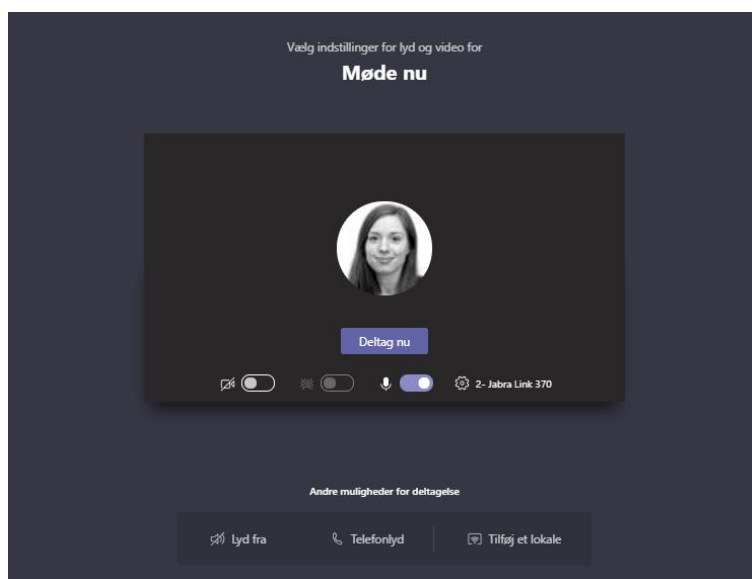 Vælg indstillinger for lyd og video for
Møde nu
Deltag nu
2- Jabra Link 370
Andre muligheder for deltagelse
Lyd fra
Telefonlyd
Tilføj et lokale